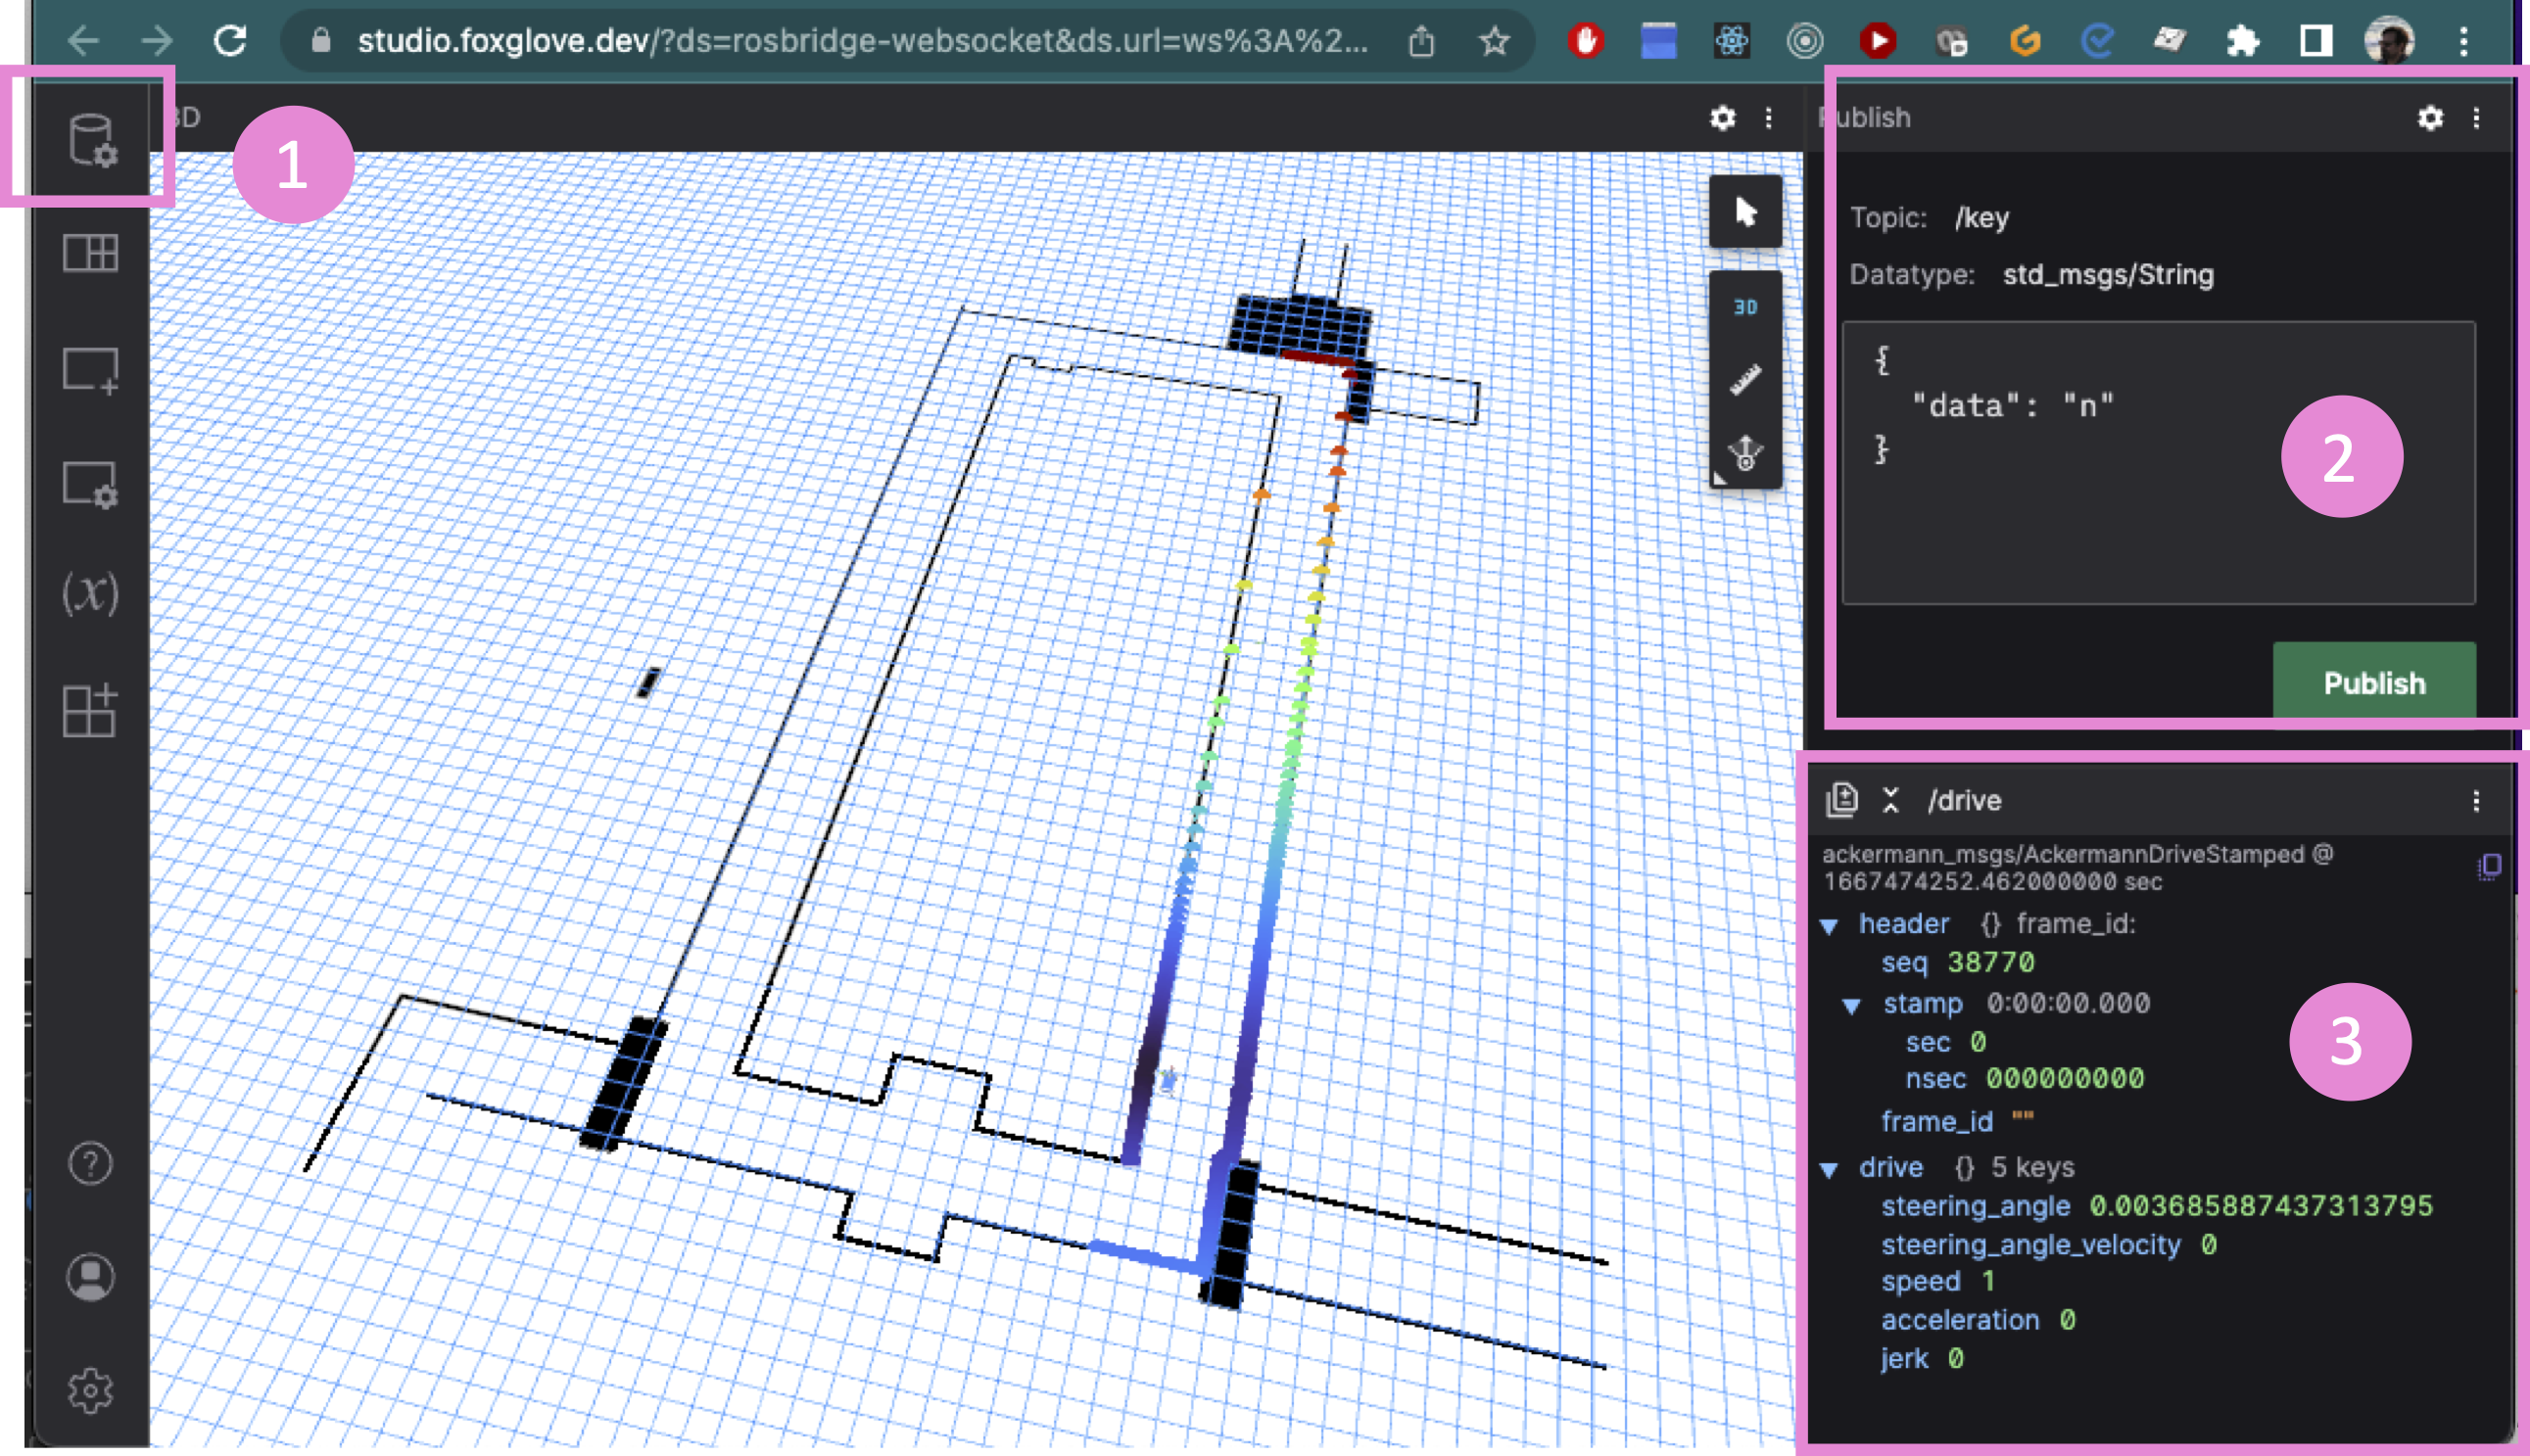 studio.foxglove.dev/?ds=rosbridge-websocket&ds.url=ws%3A%2...
3D
1
3D
(x)
?
Publish
Topic: /key
Datatype: std_msgs/String
{
"data": "n"
}
2
Publish
/drive
ackermann_msgs/AckermannDriveStamped @
1667474252.462000000 sec
header {} frame_id:
seq 38770
stamp 0:00:00.000
sec 0
nsec 000000000
frame_id ""
3
drive {} 5 keys
steering_angle 0.003685887437313795
steering_angle_velocity 0
speed 1
acceleration 0
jerk 0